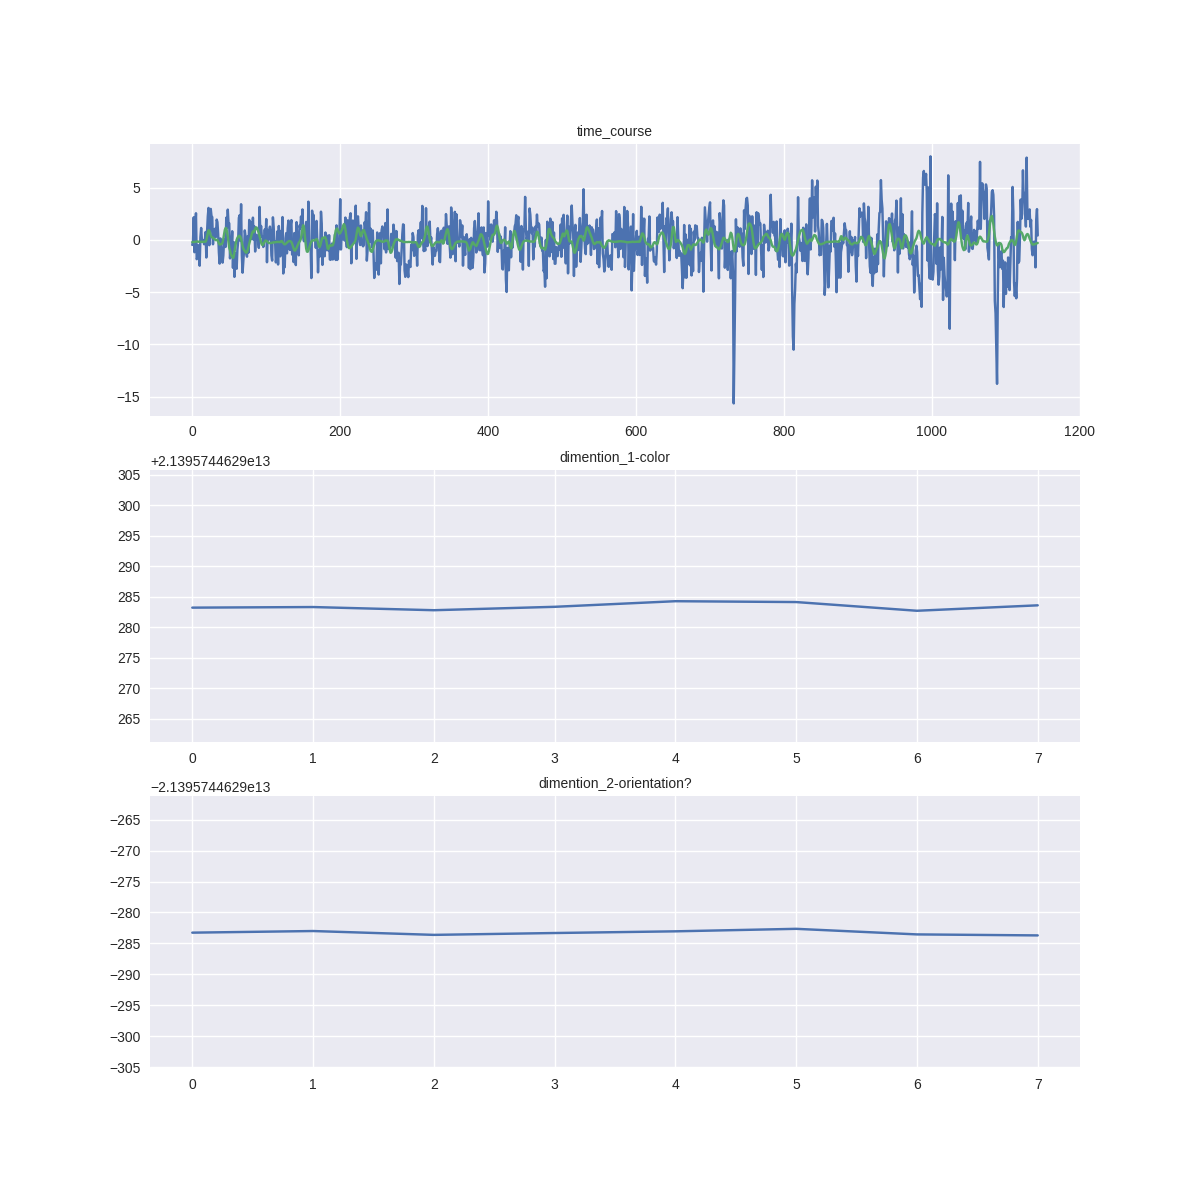 time_course
5
0
−5
−10
−15
0 200 400 600 800 1000 1200
+2.1395744629e13
dimention_1-color
305
300
295
290
285
280
275
270
265
0 1 2 3 4 5 6 7
−2.1395744629e13
dimention_2-orientation?
−265
−270
−275
−280
−285
−290
−295
−300
−305
0 1 2 3 4 5 6 7